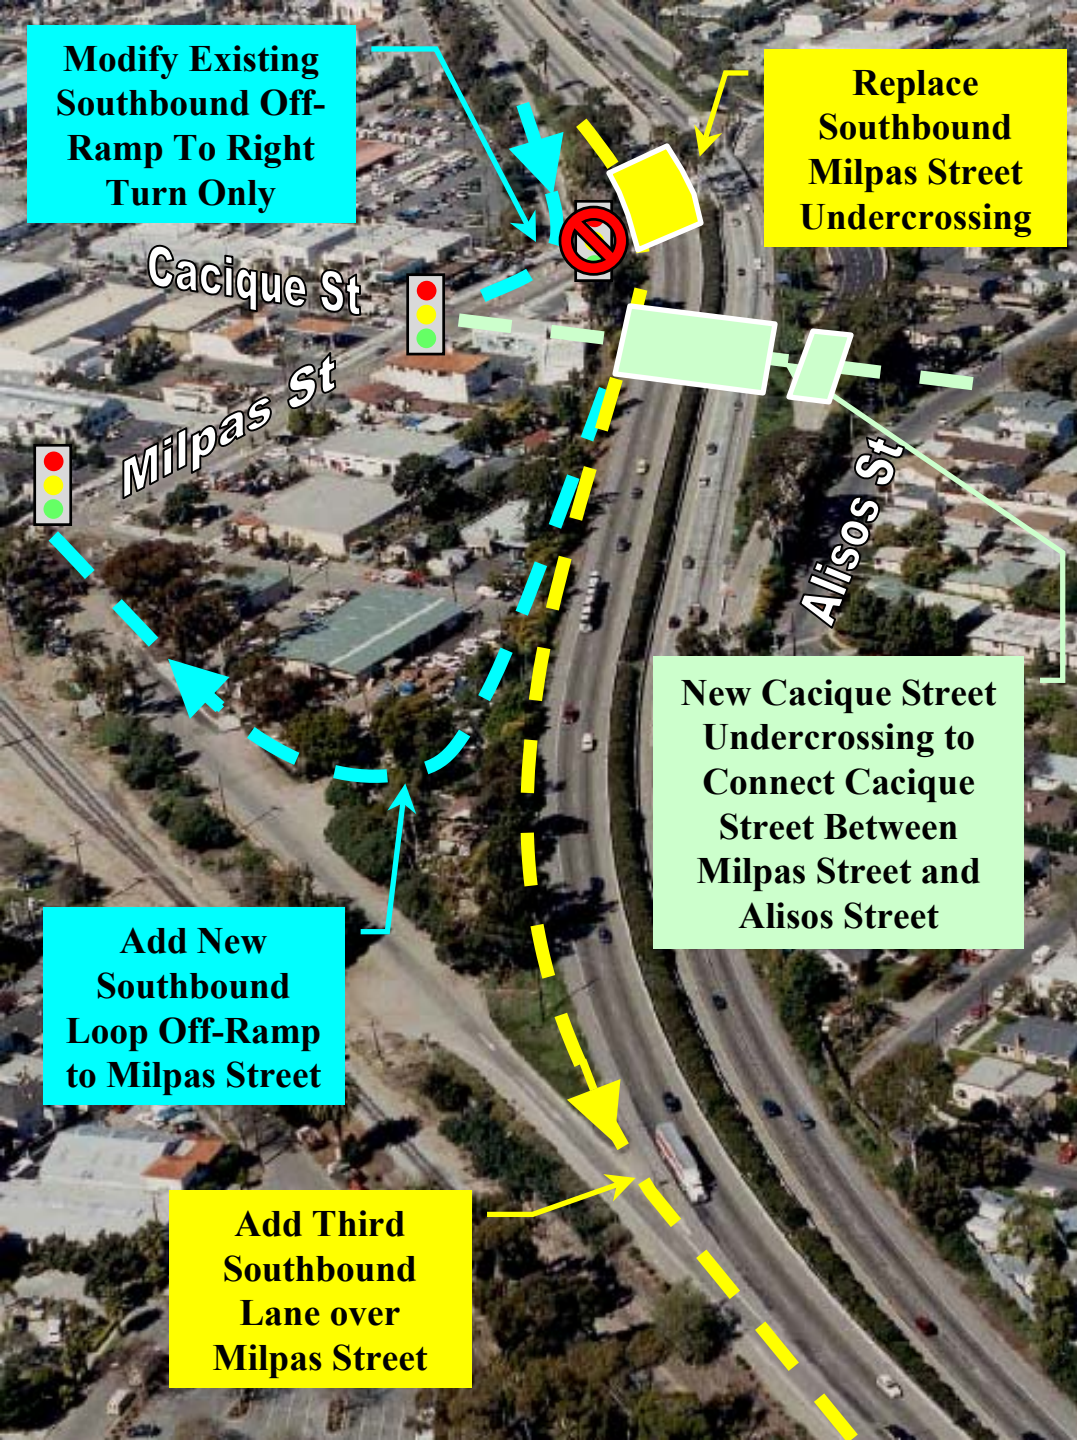 Modify Existing
Southbound Off-
Ramp To Right
Turn Only
Replace
Southbound
Milpas Street
Undercrossing
Cacique St
Milpas St
Alisos St
New Cacique Street
Undercrossing to
Connect Cacique
Street Between
Milpas Street and
Alisos Street
Add New
Southbound
Loop Off-Ramp
to Milpas Street
Add Third
Southbound
Lane over
Milpas Street